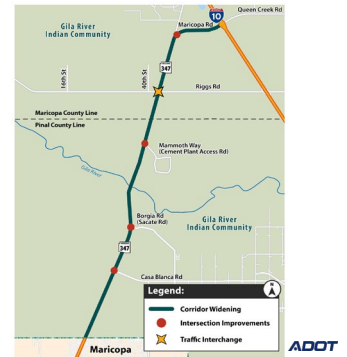 Queen Creek Rd
10
Maricopa Rd
Gila River
Indian Community
347
16th St
40th St
Riggs Rd
Maricopa County Line
Pinal County Line
Mammoth Way
(Cement Plant Access Rd)
Gila River
Borgia Rd
(Sacate Rd)
Gila River
Indian Community
347
Casa Blanca Rd
Legend:
N
Corridor Widening
Intersection Improvements
Traffic Interchange
Maricopa
ADOT